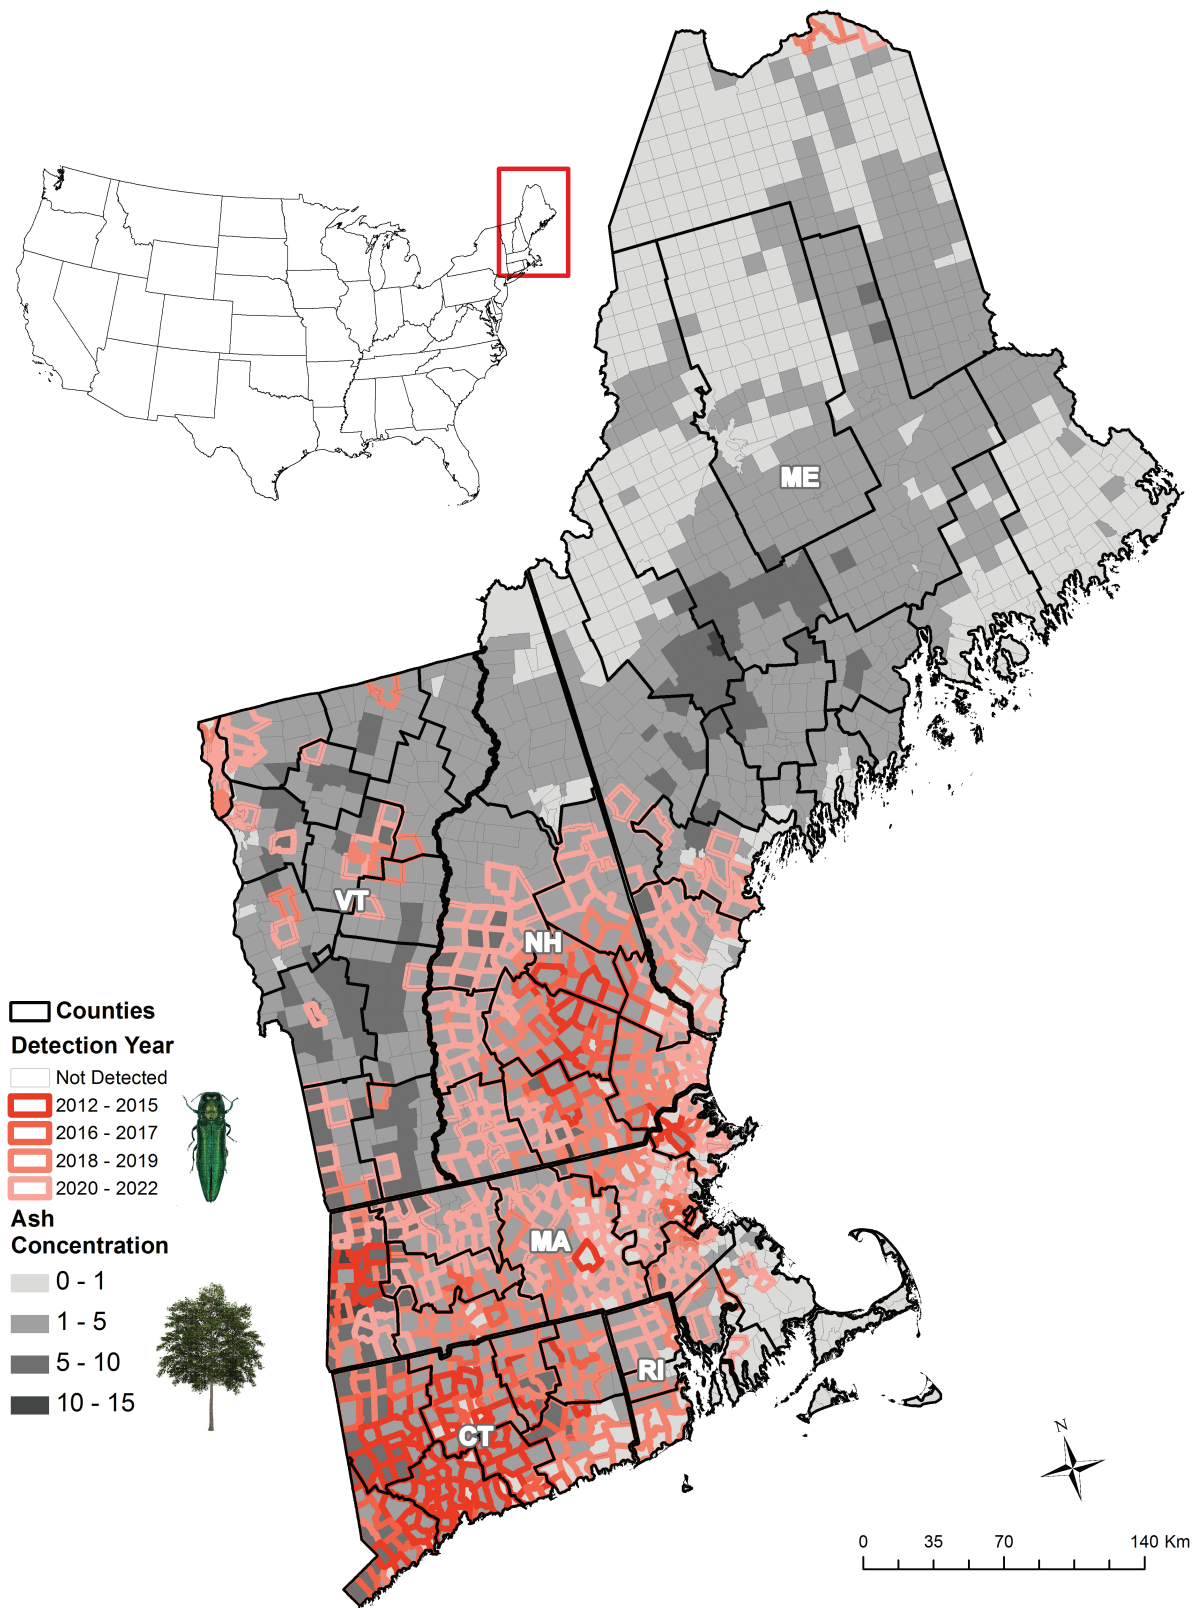 ME
VT
NH
MA
RI
CT
Counties
Detection Year
Not Detected
2012 - 2015
2016 - 2017
2018 - 2019
2020 - 2022
Ash
Concentration
0 - 1
1 - 5
5 - 10
10 - 15
N
0 35 70 140 Km